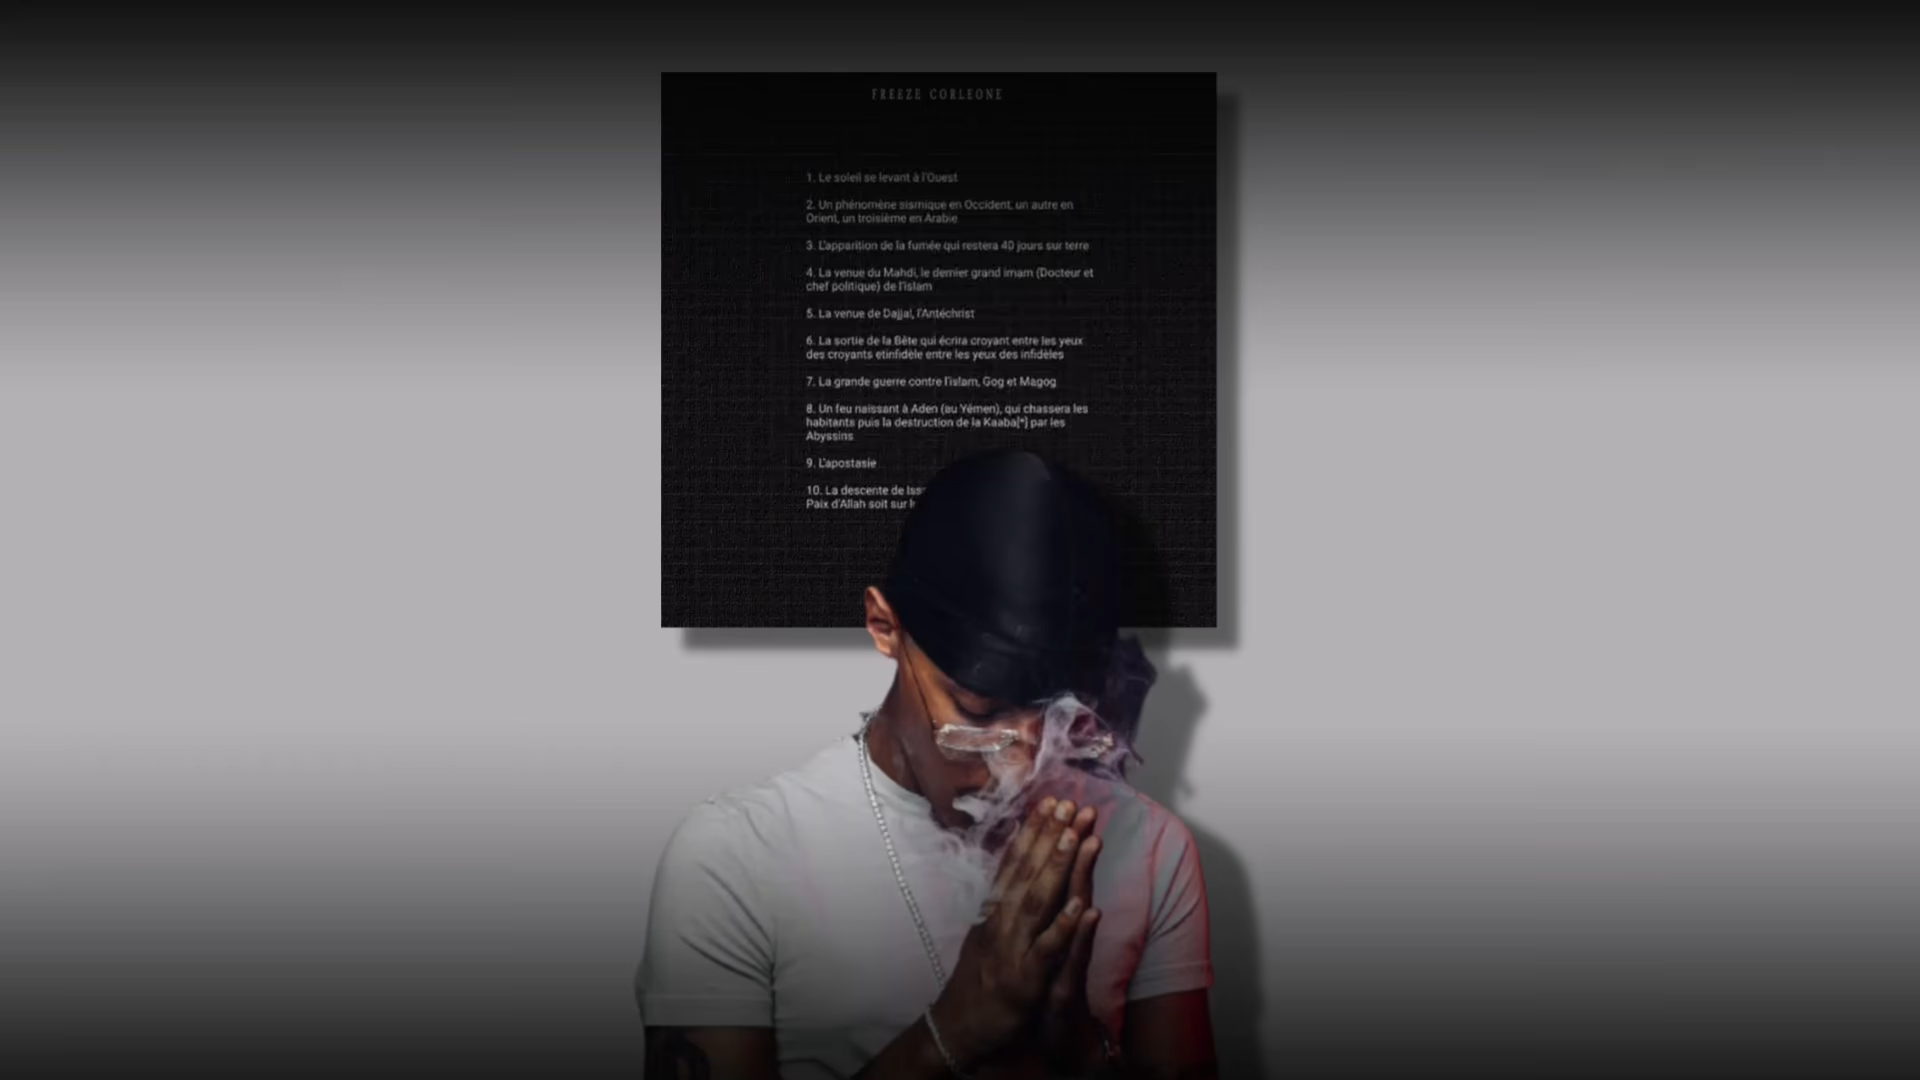 FREEZE CORLEONE
1. Le soleil se levant à l'Ouest
2. Un phénomène sismique en Occident, un autre en
Orient, un troisième en Arabie
3. L'apparition de la fumée qui restera 40 jours sur terre
4. La venue du Mahdi, le dernier grand imam (Docteur et
chef politique) de l'islam
5. La venue de Dajjal, l'Antéchrist
6. La sortie de la Bête qui écrira croyant entre les yeux
des croyants etinfidèle entre les yeux des infidèles
7. La grande guerre contre l'islam, Gog et Magog
8. Un feu naissant à Aden (au Yémen), qui chassera les
habitants puis la destruction de la Kaaba[*] par les
Abyssins
9. L'apostasie
10. La descente de
Paix d'Allah soit sur